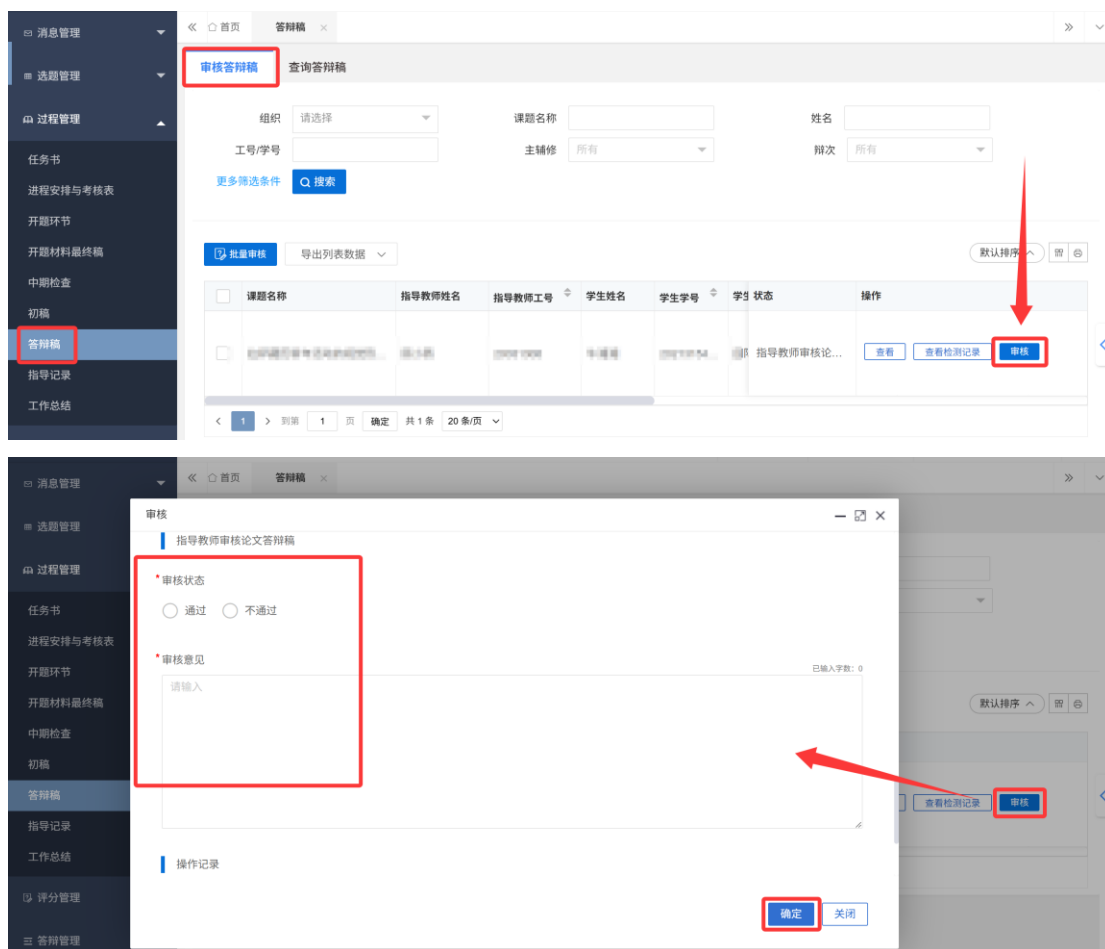 消息管理
首页 答辩稿
选题管理
审核答辩稿 查询答辩稿
过程管理
组织 请选择 课题名称 姓名
工号/学号 主辅修 所有 辩次 所有
更多筛选条件 搜索
任务书
进程安排与考核表
开题环节
开题材料最终稿
中期检查
初稿
答辩稿
指导记录
工作总结
批量审核 导出列表数据 默认排序
课题名称 指导教师姓名 指导教师工号 学生姓名 学生学号 学生 状态 操作
指导教师审核论... 查看 查看检测记录 审核
1 到第 1 页 确定 共 1 条 20 条/页
消息管理
首页 答辩稿
选题管理
过程管理
任务书
进程安排与考核表
开题环节
开题材料最终稿
中期检查
初稿
答辩稿
指导记录
工作总结
评分管理
答辩管理
审核
指导教师审核论文答辩稿
*审核状态
通过 不通过
*审核意见
已输入字数：0
请输入
默认排序
查看检测记录 审核
操作记录
确定 关闭